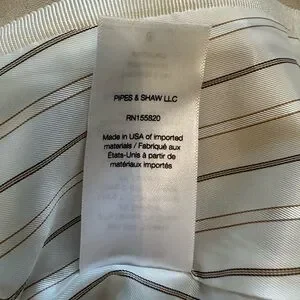 PIPES & SHAW LLC
RN155820
Made in USA of imported
materials / Fabriqué aux
États-Unis à partir de
matériaux importés